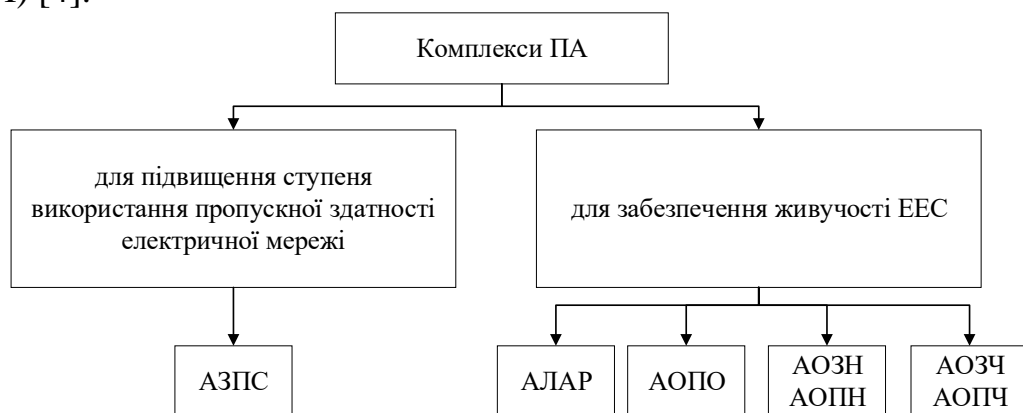 [4].
Комплекси ПА
для підвищення ступеня
використання пропускної здатності
електричної мережі
для забезпечення живучості ЕЕС
АЗПС
АЛАР
АОПО
АОЗН
АОПН
АОЗЧ
АОПЧ